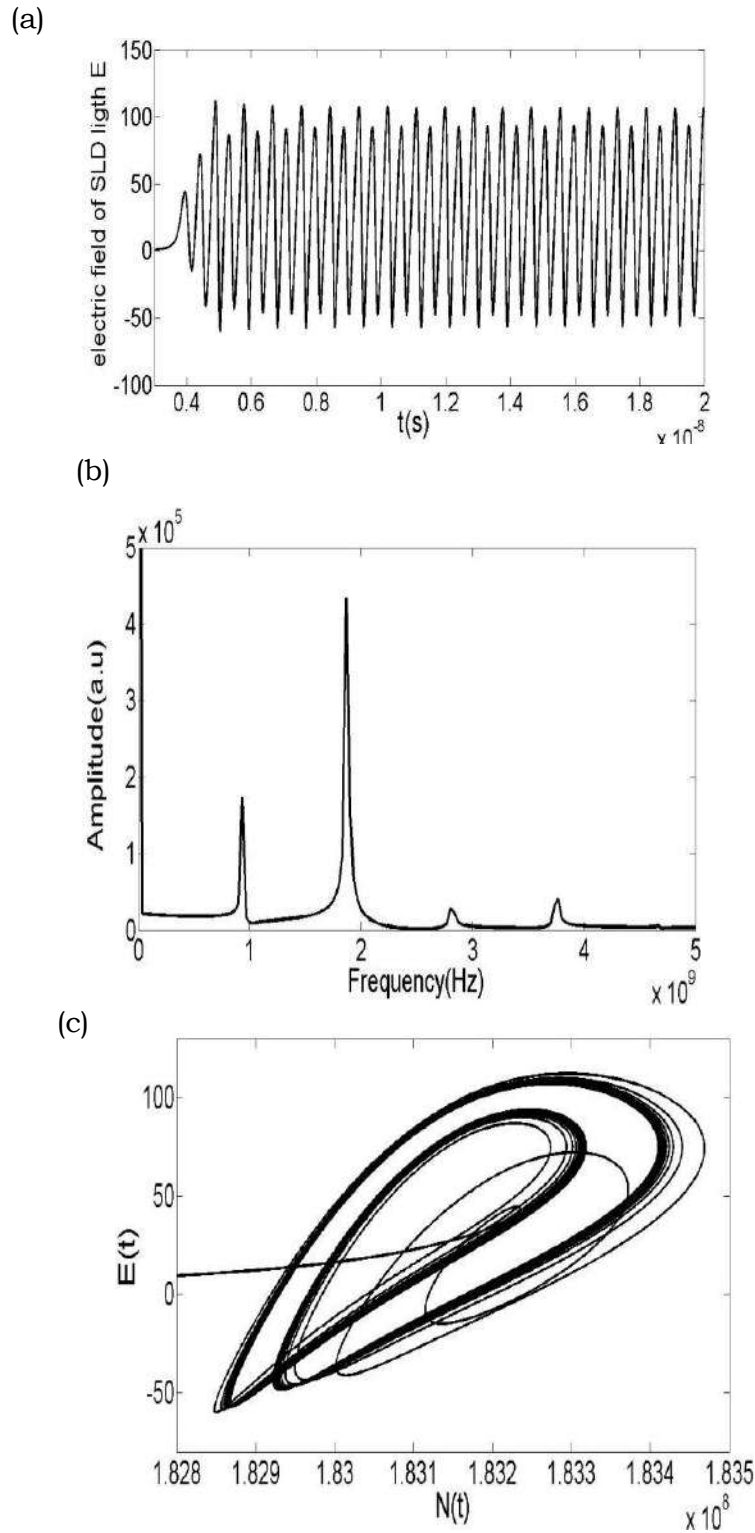 (a)
150
100
50
0
-50
-100
electric field of SLD ligth E
0.4 0.6 0.8 1 1.2 1.4 1.6 1.8 2
t(s)
x 10-8
(b)
x 10^5
5
4
3
2
1
0
Amplitude(a.u)
0 1 2 3 4 5
Frequency(Hz)
x 10^9
(c)
100
50
0
-50
E(t)
1.828 1.829 1.83 1.831 1.832 1.833 1.834 1.835
N(t)
x 10^8